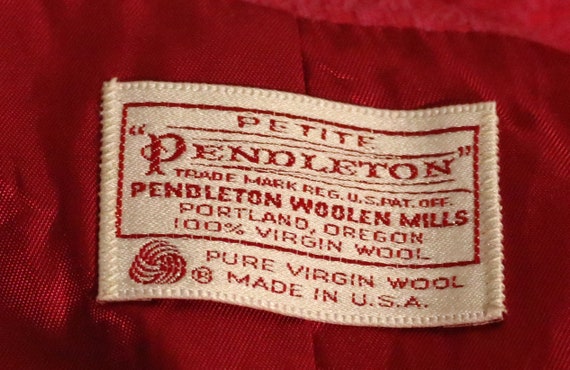 PETITE
"PENDLETON"
TRADE MARK REG. U.S. PAT. OFF.
PENDLETON WOOLEN MILLS
PORTLAND, OREGON
100% VIRGIN WOOL
PURE VIRGIN WOOL
® MADE IN U.S.A.